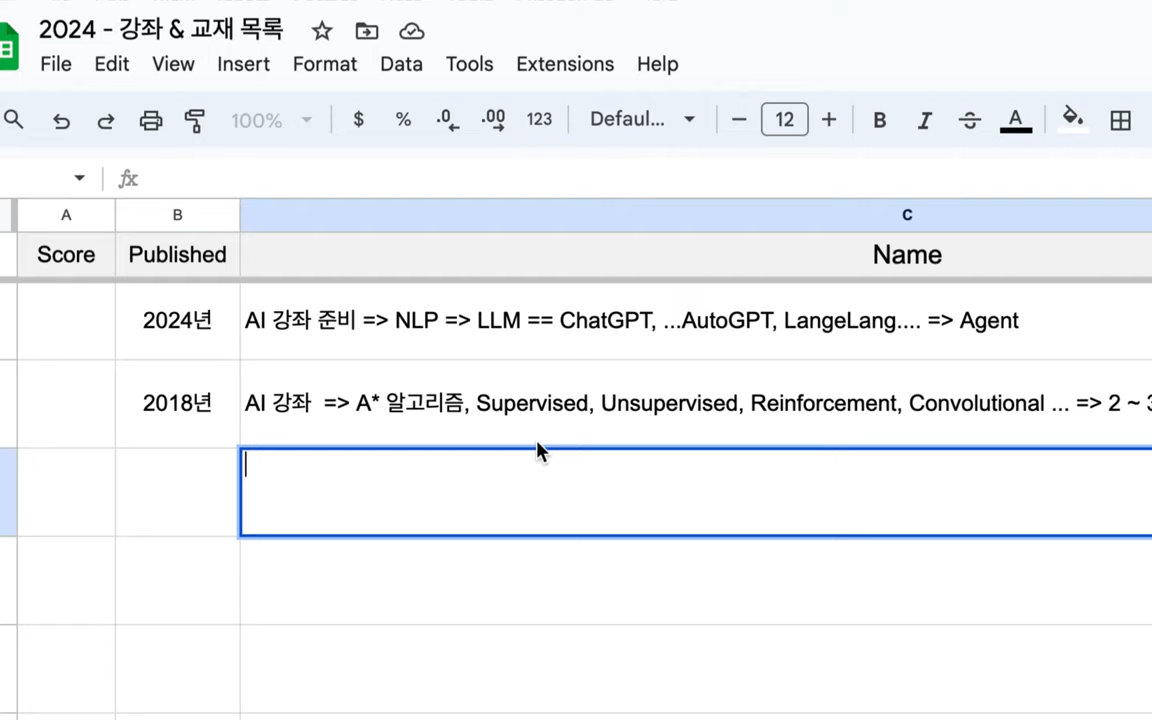 2024 - 강좌 & 교재 목록
File Edit View Insert Format Data Tools Extensions Help
100% $ % .0 .00 123 Defaul... 12 B I A
fx
A B C
Score Published Name
2024년 AI 강좌 준비 => NLP => LLM == ChatGPT, ...AutoGPT, LangeLang.... => Agent
2018년 AI 강좌 => A* 알고리즘, Supervised, Unsupervised, Reinforcement, Convolutional ... => 2 ~